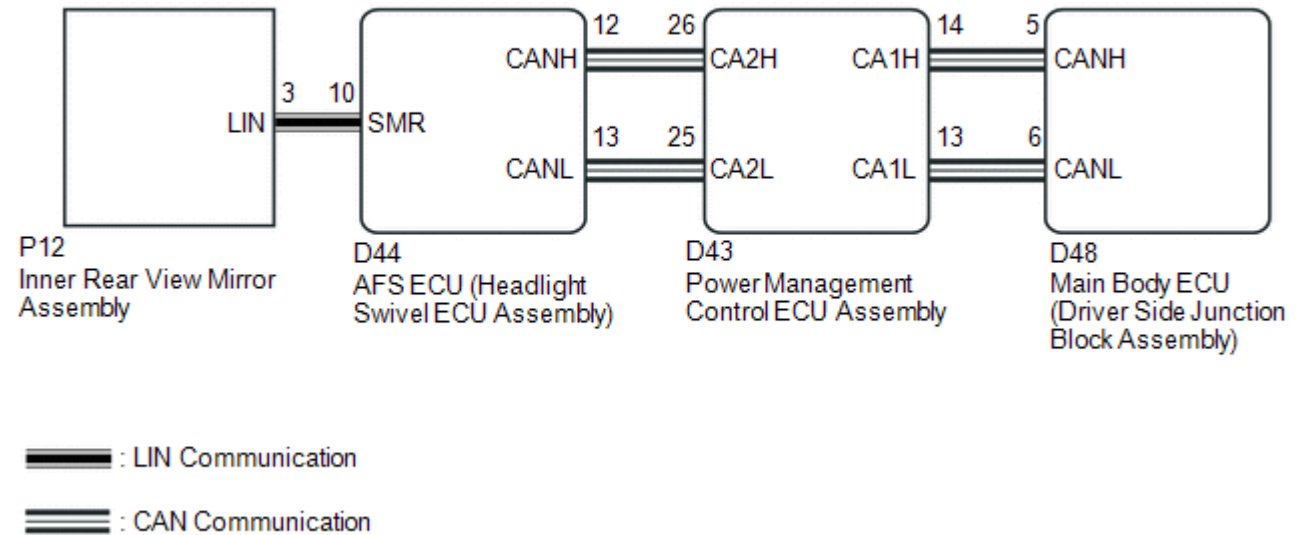 12 26 14 5
CANH CA2H CA1H CANH
3 10
LIN SMR
13 25 13 6
CANL CA2L CA1L CANL
P12
Inner Rear View Mirror
Assembly
D44
AFS ECU (Headlight
Swivel ECU Assembly)
D43
Power Management
Control ECU Assembly
D48
Main Body ECU
(Driver Side Junction
Block Assembly)
: LIN Communication
: CAN Communication